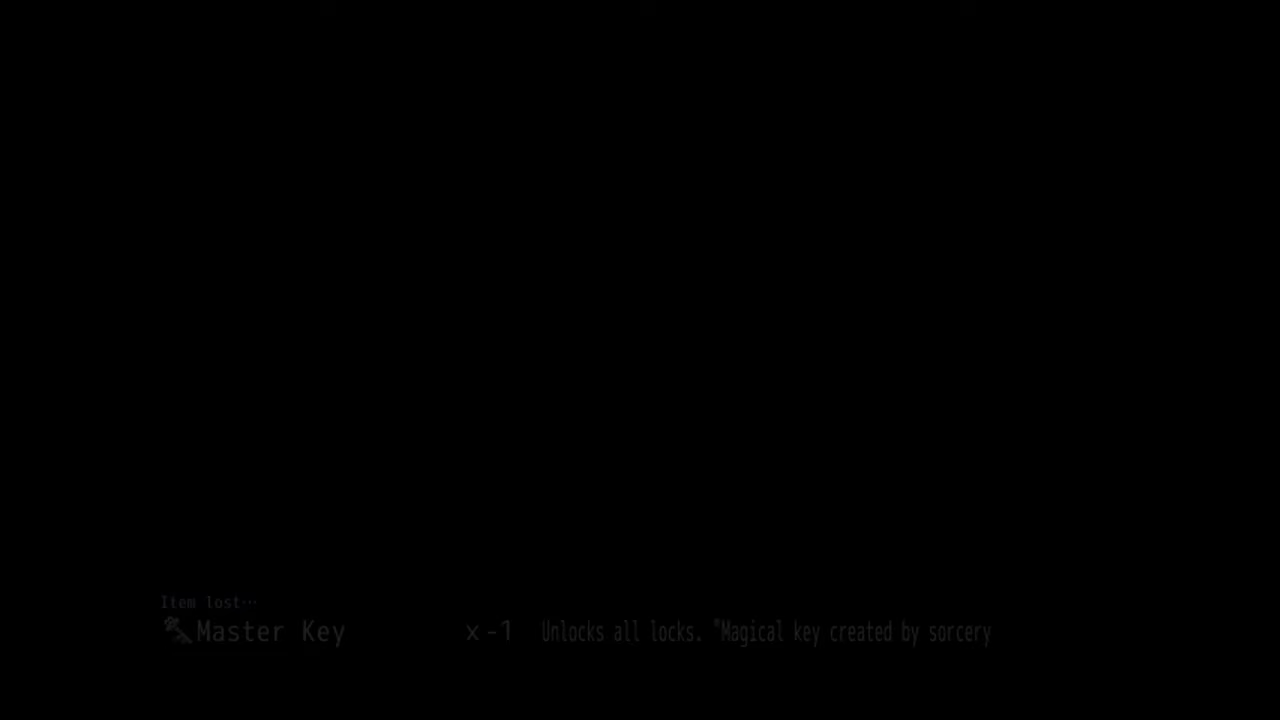 Item lost…
Master Key x-1 Unlocks all locks. "Magical key created by sorcery